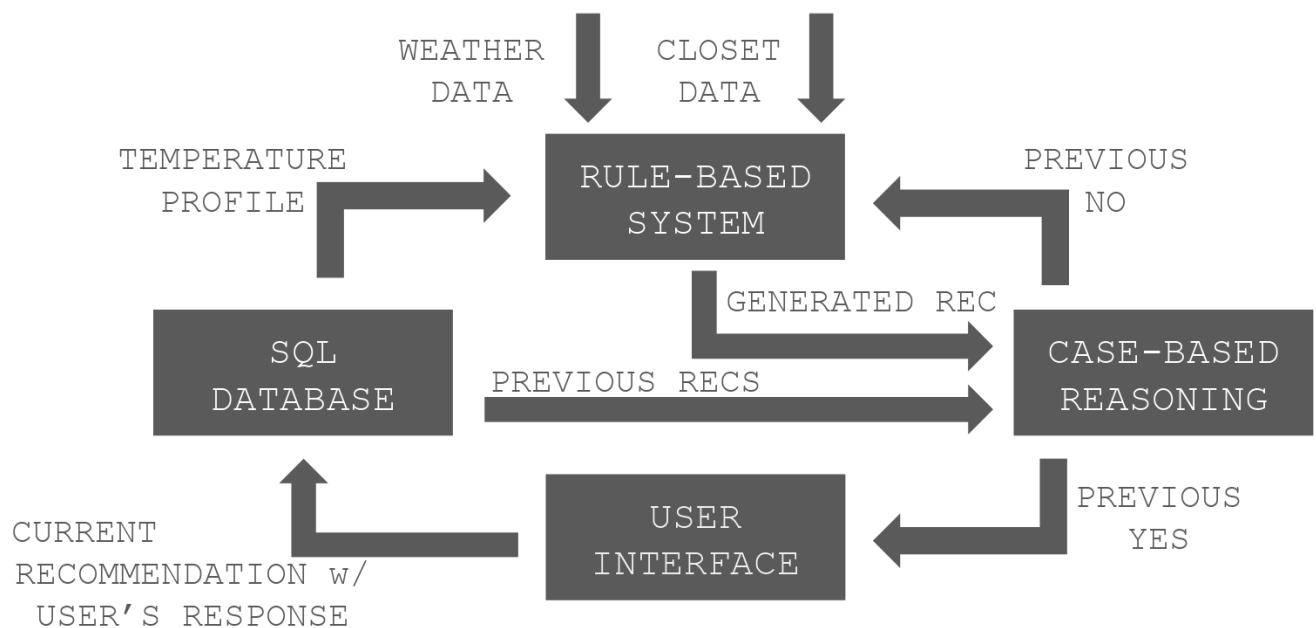 WEATHER
DATA
CLOSET
DATA
TEMPERATURE
PROFILE
RULE-BASED
SYSTEM
PREVIOUS
NO
GENERATED REC
SQL
DATABASE
PREVIOUS RECS
CASE-BASED
REASONING
USER
INTERFACE
PREVIOUS
YES
CURRENT
RECOMMENDATION w/
USER’S RESPONSE